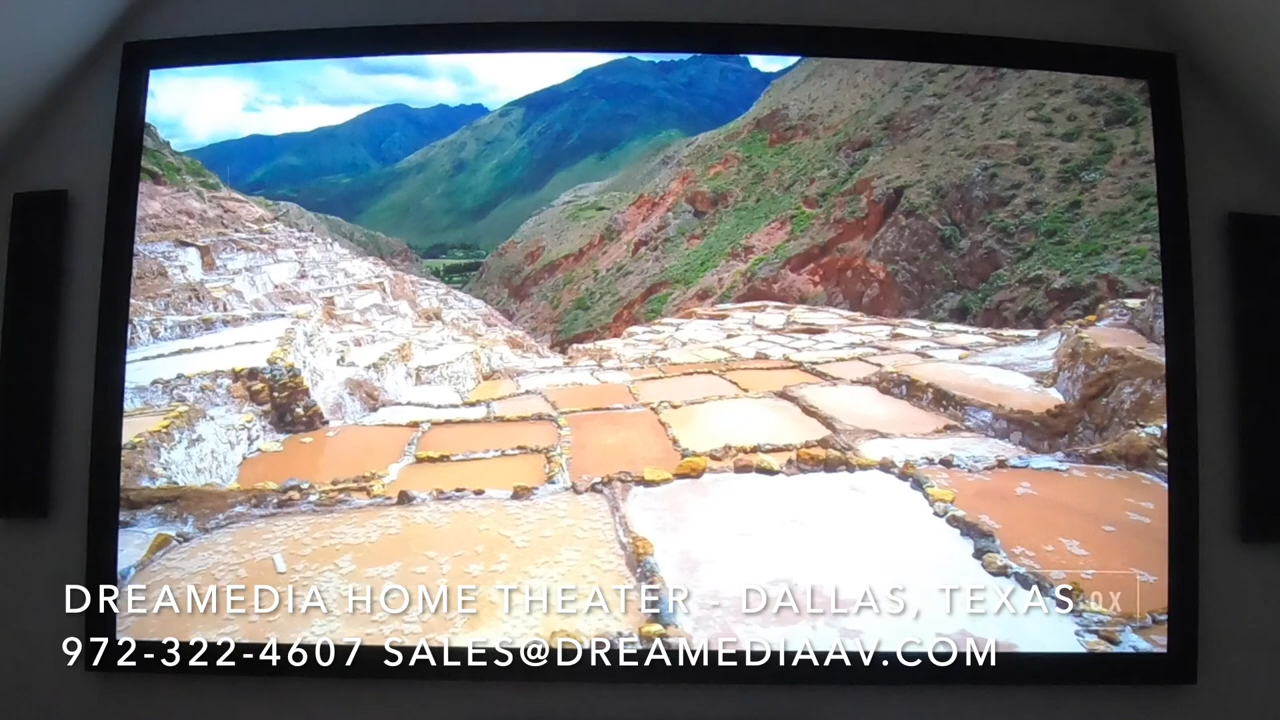 DREAMEDIA HOME THEATER - DALLAS, TEXAS
972-322-4607 SALES@DREAMEDIAAV.COM